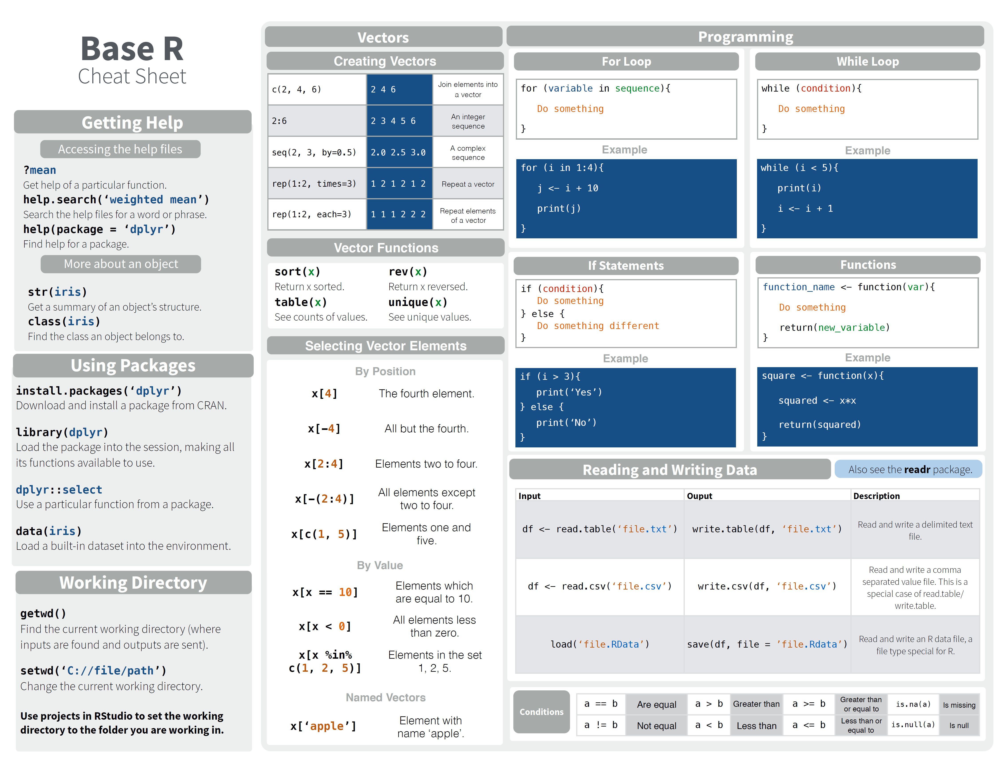 Base R
Cheat Sheet
Getting Help
Accessing the help files
?mean
Get help of a particular function.
help.search(‘weighted mean’)
Search the help files for a word or phrase.
help(package = ‘dplyr’)
Find help for a package.
More about an object
str(iris)
Get a summary of an object’s structure.
class(iris)
Find the class an object belongs to.
Using Packages
install.packages(‘dplyr’)
Download and install a package from CRAN.
library(dplyr)
Load the package into the session, making all
its functions available to use.
dplyr::select
Use a particular function from a package.
data(iris)
Load a built-in dataset into the environment.
Working Directory
getwd()
Find the current working directory (where
inputs are found and outputs are sent).
setwd(‘C://file/path’)
Change the current working directory.
Use projects in RStudio to set the working
directory to the folder you are working in.
Vectors
Creating Vectors
c(2, 4, 6)
2 4 6
Join elements into
a vector
2:6
2 3 4 5 6
An integer
sequence
seq(2, 3, by=0.5)
2.0 2.5 3.0
A complex
sequence
rep(1:2, times=3)
1 2 1 2 1 2
Repeat a vector
rep(1:2, each=3)
1 1 1 2 2 2
Repeat elements
of a vector
Vector Functions
sort(x)
Return x sorted.
rev(x)
Return x reversed.
table(x)
See counts of values.
unique(x)
See unique values.
Selecting Vector Elements
By Position
x[4]
The fourth element.
x[-4]
All but the fourth.
x[2:4]
Elements two to four.
x[-(2:4)]
All elements except
two to four.
x[c(1, 5)]
Elements one and
five.
By Value
x[x == 10]
Elements which
are equal to 10.
x[x < 0]
All elements less
than zero.
x[x %in%
c(1, 2, 5)]
Elements in the set
1, 2, 5.
Named Vectors
x[‘apple’]
Element with
name ‘apple’.
Programming
For Loop
for (variable in sequence){
Do something
}
Example
for (i in 1:4){
j <- i + 10
print(j)
}
While Loop
while (condition){
Do something
}
Example
while (i < 5){
print(i)
i <- i + 1
}
If Statements
if (condition){
Do something
} else {
Do something different
}
Example
if (i > 3){
print(‘Yes’)
} else {
print(‘No’)
}
Functions
function_name <- function(var){
Do something
return(new_variable)
}
Example
square <- function(x){
squared <- x*x
return(squared)
}
Reading and Writing Data
Also see the readr package.
Input
Ouput
Description
df <- read.table(‘file.txt’)
write.table(df, ‘file.txt’)
Read and write a delimited text
file.
df <- read.csv(‘file.csv’)
write.csv(df, ‘file.csv’)
Read and write a comma
separated value file. This is a
special case of read.table/
write.table.
load(‘file.RData’)
save(df, file = ’file.Rdata’)
Read and write an R data file, a
file type special for R.
Conditions
a == b
Are equal
a > b
Greater than
a >= b
Greater than
or equal to
is.na(a)
Is missing
a != b
Not equal
a < b
Less than
a <= b
Less than or
equal to
is.null(a)
Is null